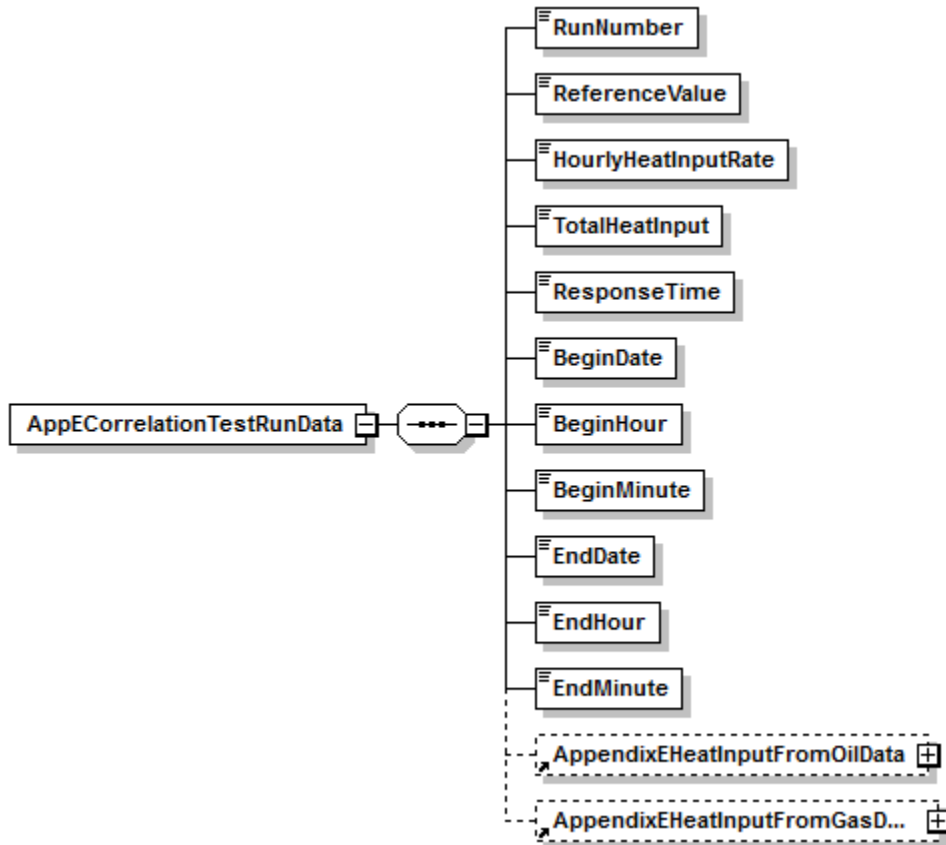 RunNumber
ReferenceValue
HourlyHeatInputRate
TotalHeatInput
ResponseTime
BeginDate
AppECorrelationTestRunData
BeginHour
BeginMinute
EndDate
EndHour
EndMinute
AppendixEHeatInputFromOilData
AppendixEHeatInputFromGasD...